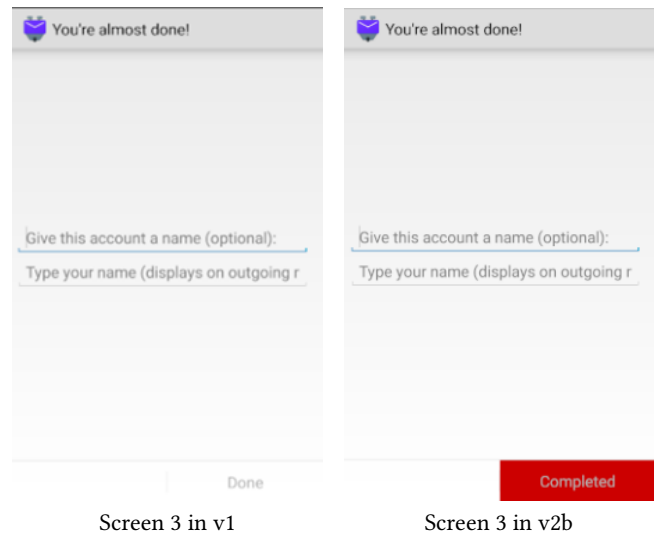 You're almost done!
Give this account a name (optional):
Type your name (displays on outgoing r
Done
Screen 3 in v1
You're almost done!
Give this account a name (optional):
Type your name (displays on outgoing r
Completed
Screen 3 in v2b